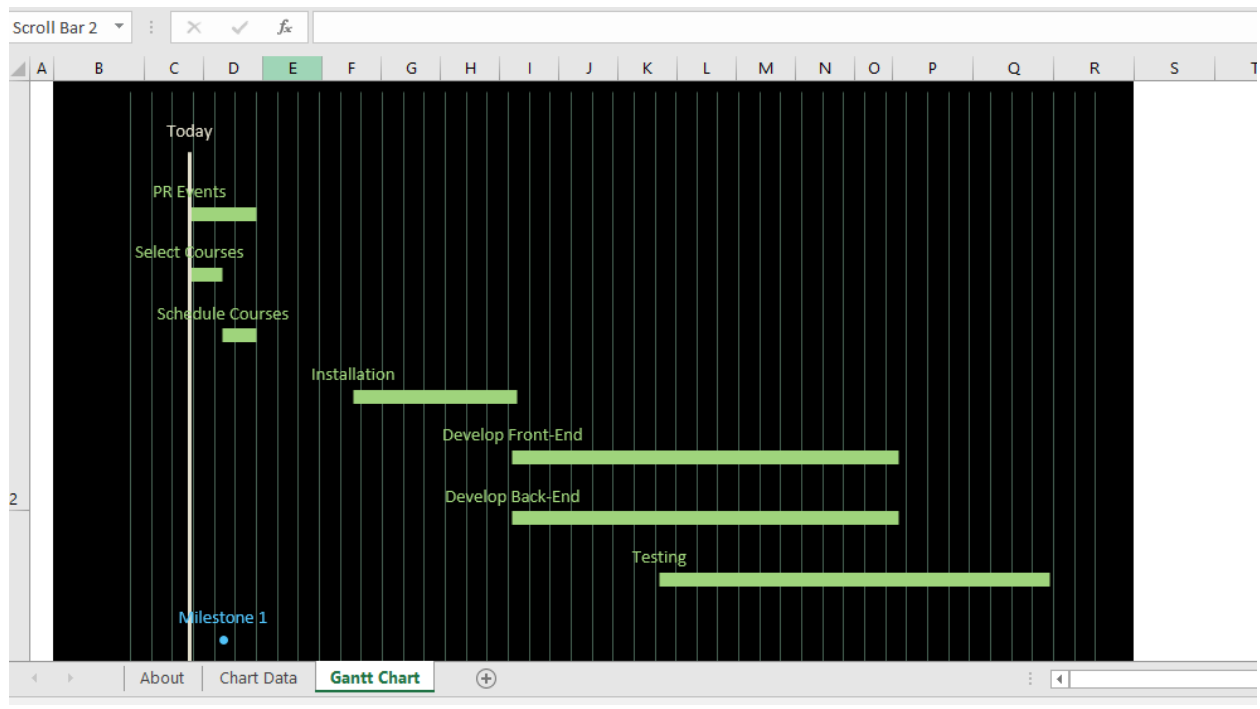 Scroll Bar 2 fx
A B C D E F G H I J K L M N O P Q R S T
Today
PR Events
Select Courses
Schedule Courses
Installation
Develop Front-End
Develop Back-End
2
Testing
Milestone 1
About Chart Data Gantt Chart